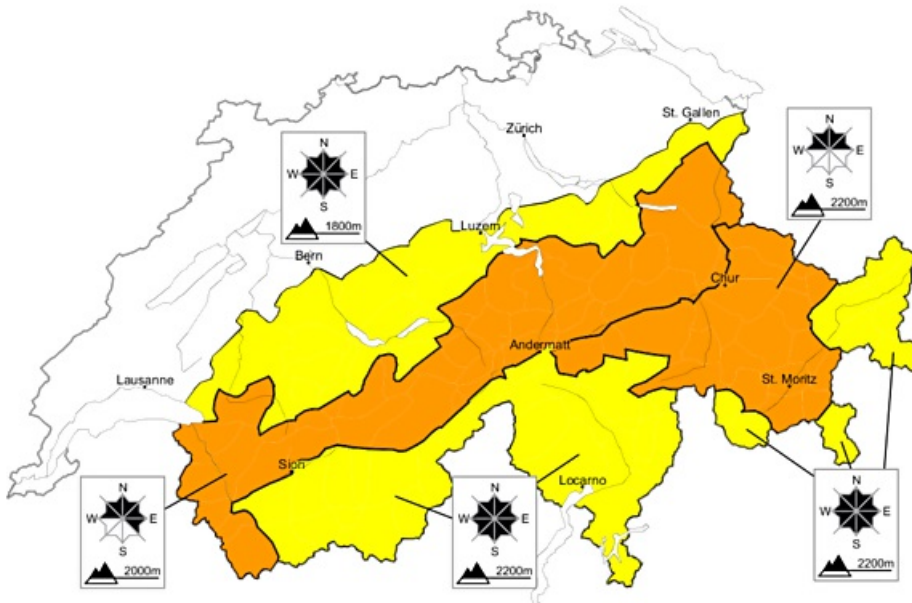 St. Gallen
Zürich
N
W E
S
2200m
N
W E
S
1800m
Luzern
Bern
Chur
Andermatt
Lausanne
St. Moritz
Sion
Locarno
N
W E
S
2000m
N
W E
S
2200m
N
W E
S
2200m